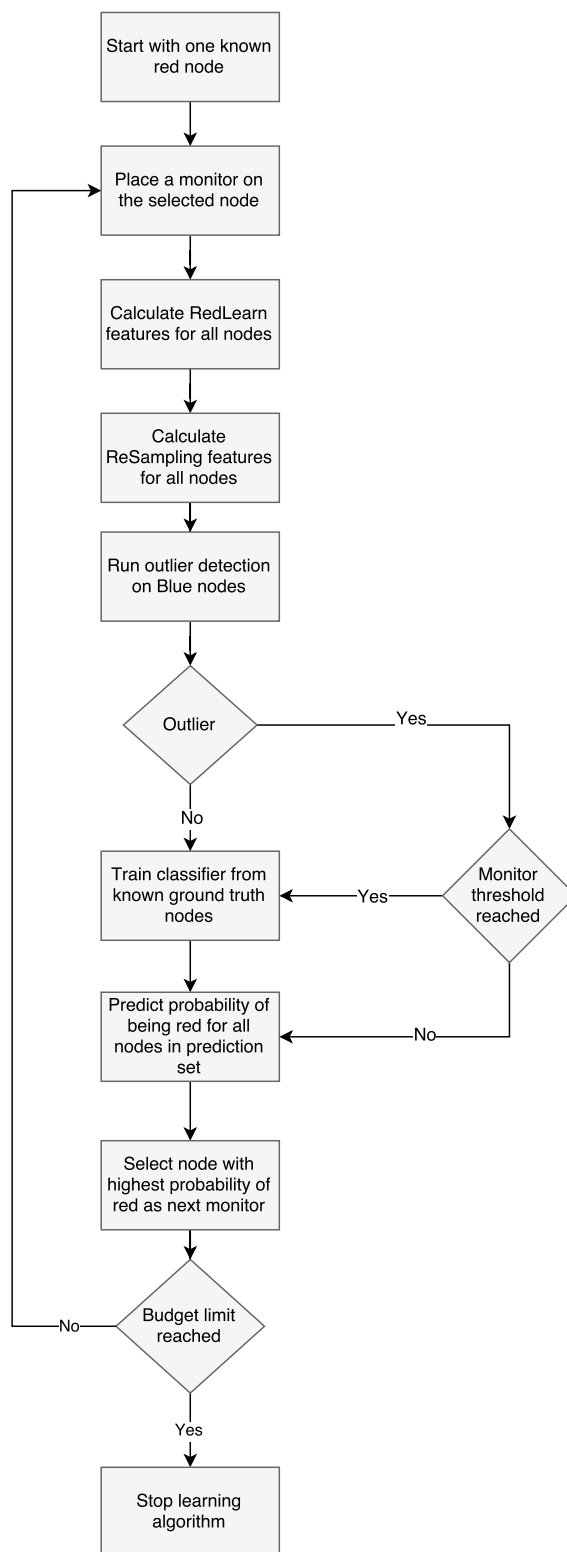 Start with one known
red node
Place a monitor on
the selected node
Calculate RedLearn
features for all nodes
Calculate
ReSampling features
for all nodes
Run outlier detection
on Blue nodes
Outlier
Yes
No
Train classifier from
known ground truth
nodes
Yes
Monitor
threshold
reached
Predict probability of
being red for all
nodes in prediction
set
No
Select node with
highest probability of
red as next monitor
Budget limit
reached
No
Yes
Stop learning
algorithm